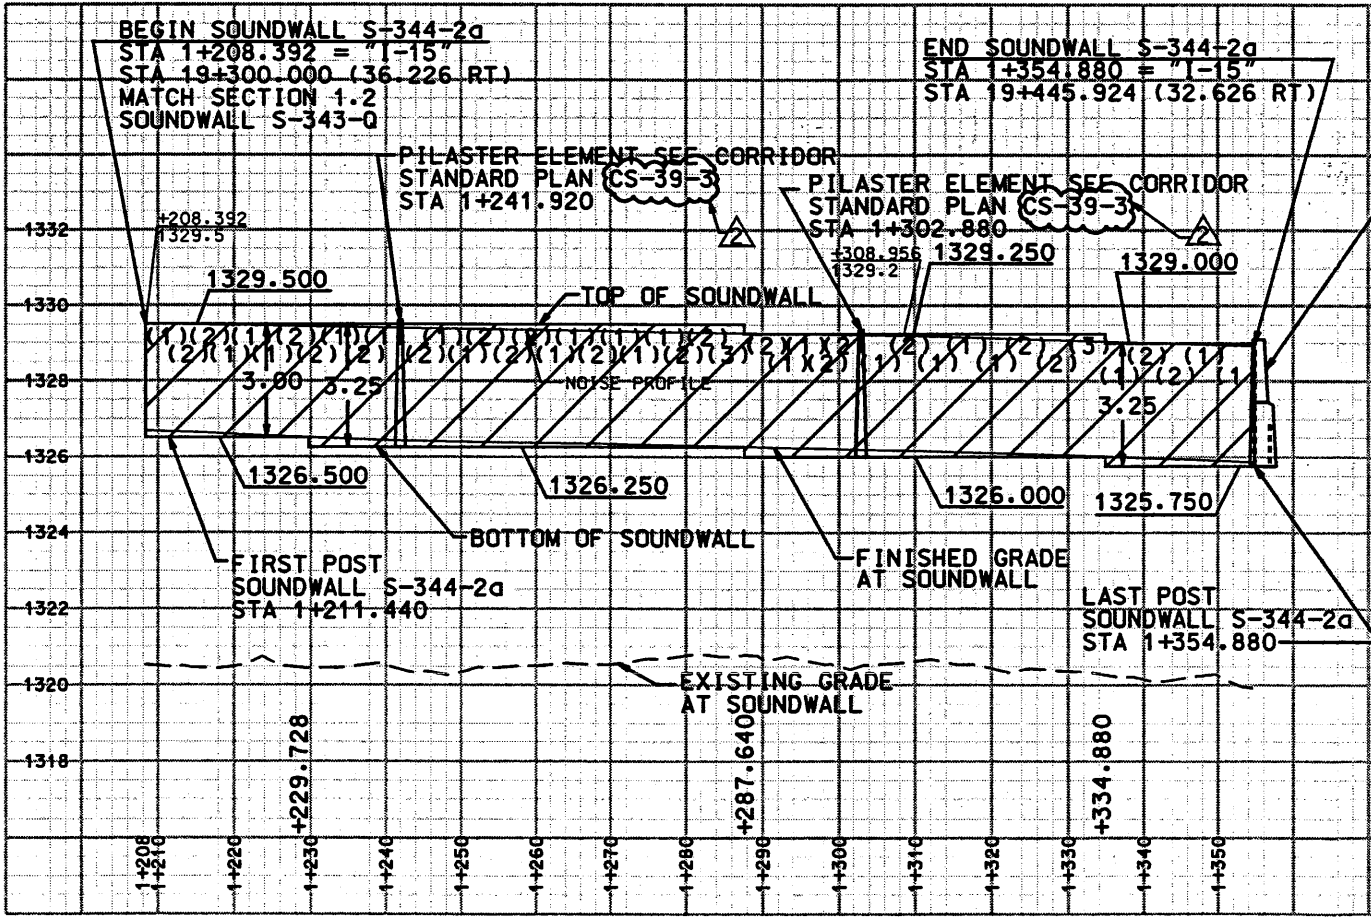 BEGIN SOUNDWALL S-344-2a
STA 1+208.392 = "I-15"
STA 19+300.000 (36.226 RT)
MATCH SECTION 1.2
SOUNDWALL S-343-Q
END SOUNDWALL S-344-2a
STA 1+354.880 = "I-15"
STA 19+445.924 (32.626 RT)
PILASTER ELEMENT SEE CORRIDOR
STANDARD PLAN CS-39-3
STA 1+241.920
2
PILASTER ELEMENT SEE CORRIDOR
STANDARD PLAN CS-39-3
STA 1+302.880
2
+208.392
1329.5
+308.956
1329.2
1329.500
1329.250
1329.000
TOP OF SOUNDWALL
3.00
3.25
NOISE PROFILE
3.25
1326.500
1326.250
1326.000
1325.750
BOTTOM OF SOUNDWALL
FIRST POST
SOUNDWALL S-344-2a
STA 1+211.440
FINISHED GRADE
AT SOUNDWALL
LAST POST
SOUNDWALL S-344-2a
STA 1+354.880
EXISTING GRADE
AT SOUNDWALL
1332
1330
1328
1326
1324
1322
1320
1318
+229.728
+287.640
+334.880
1+208
1+210
1+220
1+230
1+240
1+250
1+260
1+270
1+280
1+290
1+300
1+310
1+320
1+330
1+340
1+350